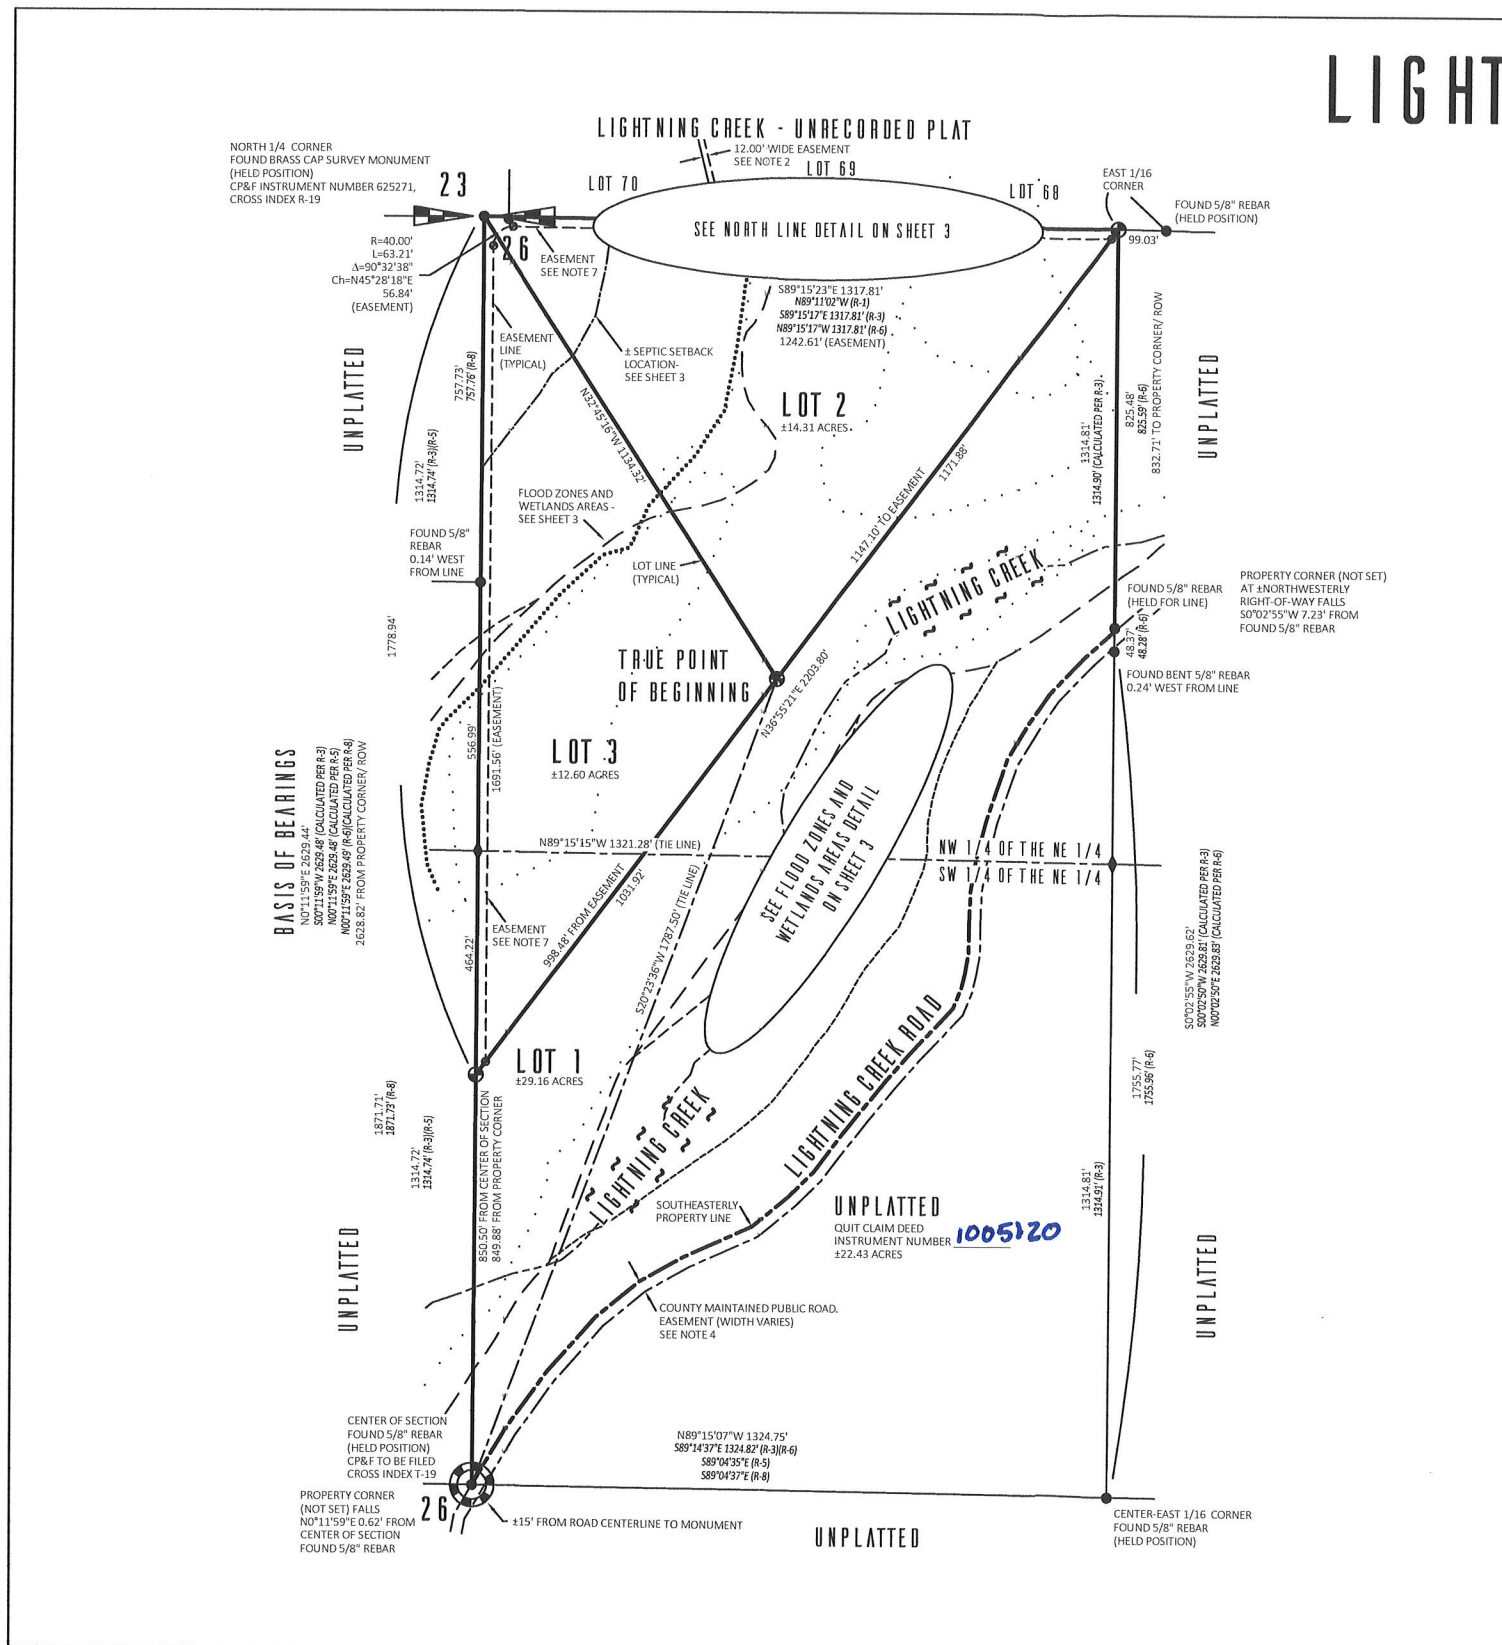 LIGHT
LIGHTNING CREEK - UNRECORDED PLAT
12.00' WIDE EASEMENT
SEE NOTE 2
LOT 70
LOT 69
LOT 68
NORTH 1/4 CORNER
FOUND BRASS CAP SURVEY MONUMENT
(HELD POSITION)
CP&F INSTRUMENT NUMBER 625271,
CROSS INDEX R-19
23
26
EAST 1/16
CORNER
FOUND 5/8" REBAR
(HELD POSITION)
99.03'
SEE NORTH LINE DETAIL ON SHEET 3
R=40.00'
L=63.21'
Δ=90°32'38"
Ch=N45°28'18"E
56.84'
(EASEMENT)
EASEMENT
SEE NOTE 7
S89°15'23"E 1317.81'
N89°11'02"W (R-1)
S89°15'17"E 1317.81' (R-3)
N89°15'17"W 1317.81' (R-6)
1242.61' (EASEMENT)
EASEMENT
LINE
(TYPICAL)
± SEPTIC SETBACK
LOCATION-
SEE SHEET 3
UNPLATTED
757.73'
757.76' (R-8)
1314.72'
1314.74' (R-3)(R-5)
N32°45'16"W 1134.32'
LOT 2
±14.31 ACRES
1171.88'
1147.10' TO EASEMENT
1314.81'
1314.90' (CALCULATED PER R-3)
825.48'
825.59' (R-6)
832.71' TO PROPERTY CORNER/ ROW
UNPLATTED
FLOOD ZONES AND
WETLANDS AREAS -
SEE SHEET 3
FOUND 5/8"
REBAR
0.14' WEST
FROM LINE
LOT LINE
(TYPICAL)
LIGHTNING CREEK
FOUND 5/8" REBAR
(HELD FOR LINE)
PROPERTY CORNER (NOT SET)
AT ±NORTHWESTERLY
RIGHT-OF-WAY FALLS
S0°02'55"W 7.23' FROM
FOUND 5/8" REBAR
48.37'
48.28' (R-6)
FOUND BENT 5/8" REBAR
0.24' WEST FROM LINE
1778.94'
TRUE POINT
OF BEGINNING
N36°55'21"E 2203.80'
556.99'
1691.56' (EASEMENT)
LOT 3
±12.60 ACRES
BASIS OF BEARINGS
N0°11'59"E 2629.44'
S00°11'59"W 2629.48' (CALCULATED PER R-3)
N00°11'59"E 2629.48' (CALCULATED PER R-5)
N00°11'59"E 2629.49' (R-6)(CALCULATED PER R-8)
2628.82' FROM PROPERTY CORNER/ ROW
N89°15'15"W 1321.28' (TIE LINE)
NW 1/4 OF THE NE 1/4
SW 1/4 OF THE NE 1/4
SEE FLOOD ZONES AND
WETLANDS AREAS DETAIL
ON SHEET 3
998.48' FROM EASEMENT
1031.92'
S20°23'36"W 1787.50' (TIE LINE)
EASEMENT
SEE NOTE 7
464.22'
S0°02'55"W 2629.62'
S00°02'50"W 2629.81' (CALCULATED PER R-3)
N00°02'50"E 2629.83' (CALCULATED PER R-6)
LOT 1
±29.16 ACRES
LIGHTNING CREEK ROAD
LIGHTNING CREEK
1871.71'
1871.73' (R-8)
1314.72'
1314.74' (R-3)(R-5)
850.50' FROM CENTER OF SECTION
849.88' FROM PROPERTY CORNER
1755.77'
1755.96' (R-6)
1314.81'
1314.91' (R-3)
SOUTHEASTERLY
PROPERTY LINE
UNPLATTED
QUIT CLAIM DEED
INSTRUMENT NUMBER 1005120
±22.43 ACRES
UNPLATTED
UNPLATTED
COUNTY MAINTAINED PUBLIC ROAD.
EASEMENT (WIDTH VARIES)
SEE NOTE 4
CENTER OF SECTION
FOUND 5/8" REBAR
(HELD POSITION)
CP&F TO BE FILED
CROSS INDEX T-19
N89°15'07"W 1324.75'
S89°14'37"E 1324.82' (R-3)(R-6)
S89°04'35"E (R-5)
S89°04'37"E (R-8)
PROPERTY CORNER
(NOT SET) FALLS
N0°11'59"E 0.62' FROM
CENTER OF SECTION
FOUND 5/8" REBAR
26
±15' FROM ROAD CENTERLINE TO MONUMENT
UNPLATTED
CENTER-EAST 1/16 CORNER
FOUND 5/8" REBAR
(HELD POSITION)